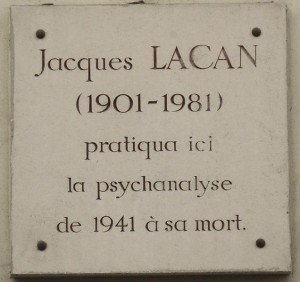 Jacques LACAN
(1901-1981)
pratiqua ici
la psychanalyse
de 1941 à sa mort.